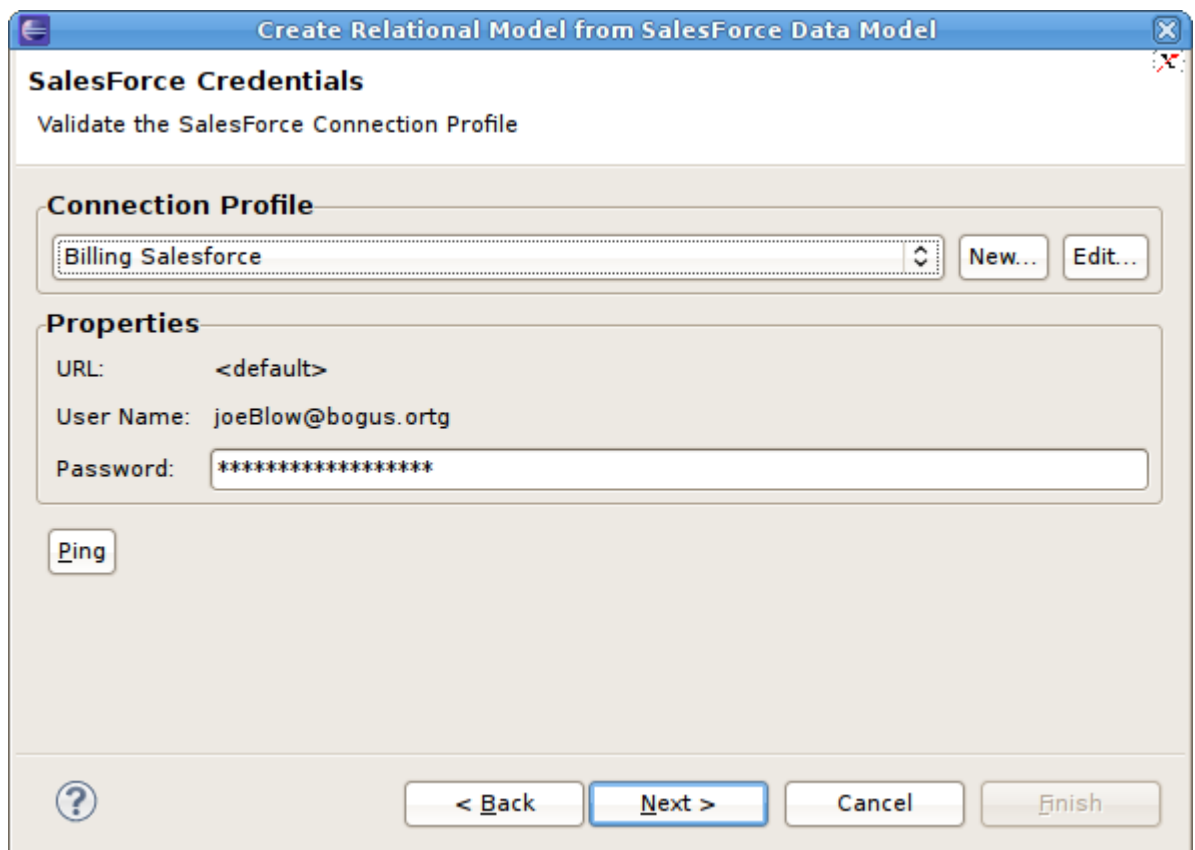 Create Relational Model from SalesForce Data Model
SalesForce Credentials
Validate the SalesForce Connection Profile
Connection Profile
Billing Salesforce New... Edit...
Properties
URL: <default>
User Name: joeBlow@bogus.ortg
Password: ******************
Ping
? < Back Next > Cancel Finish